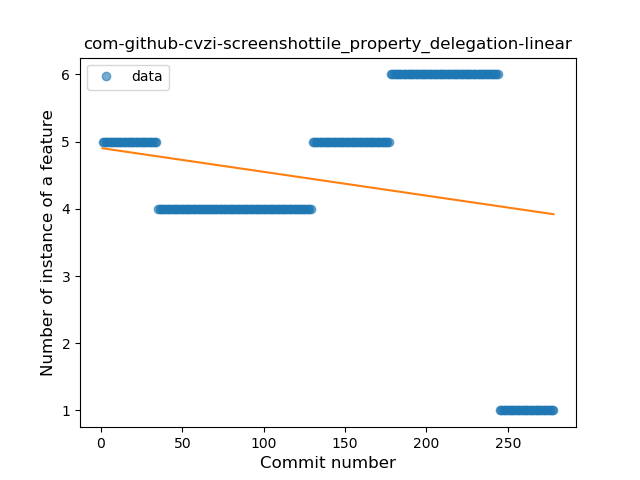 com-github-cvzi-screenshottile_property_delegation-linear
data
Number of instance of a feature
6
5
4
3
2
1
0 50 100 150 200 250
Commit number